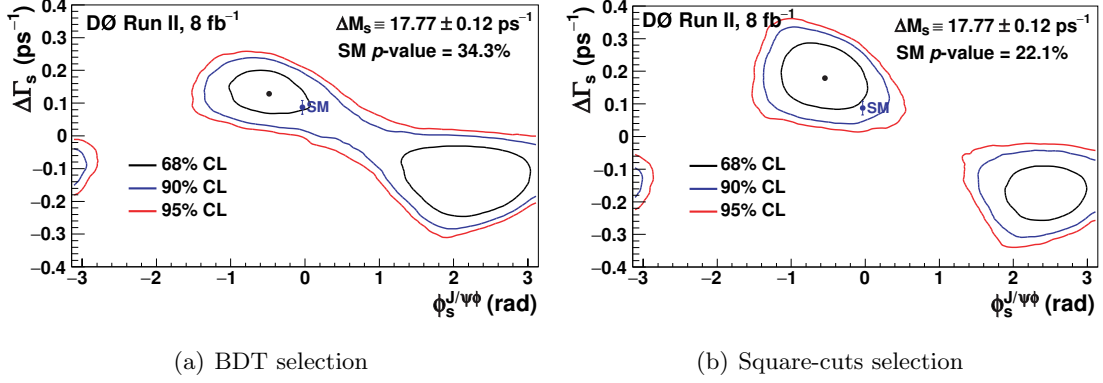 DØ Run II, 8 fb⁻¹
ΔMₛ ≡ 17.77 ± 0.12 ps⁻¹
SM p-value = 34.3%
ΔΓₛ (ps⁻¹)
0.4
0.3
0.2
0.1
0
−0.1
−0.2
−0.3
−0.4
SM
68% CL
90% CL
95% CL
−3 −2 −1 0 1 2 3
ϕₛ^J/ψϕ (rad)
(a) BDT selection
DØ Run II, 8 fb⁻¹
ΔMₛ ≡ 17.77 ± 0.12 ps⁻¹
SM p-value = 22.1%
ΔΓₛ (ps⁻¹)
0.4
0.3
0.2
0.1
0
−0.1
−0.2
−0.3
−0.4
SM
68% CL
90% CL
95% CL
−3 −2 −1 0 1 2 3
ϕₛ^J/ψϕ (rad)
(b) Square-cuts selection